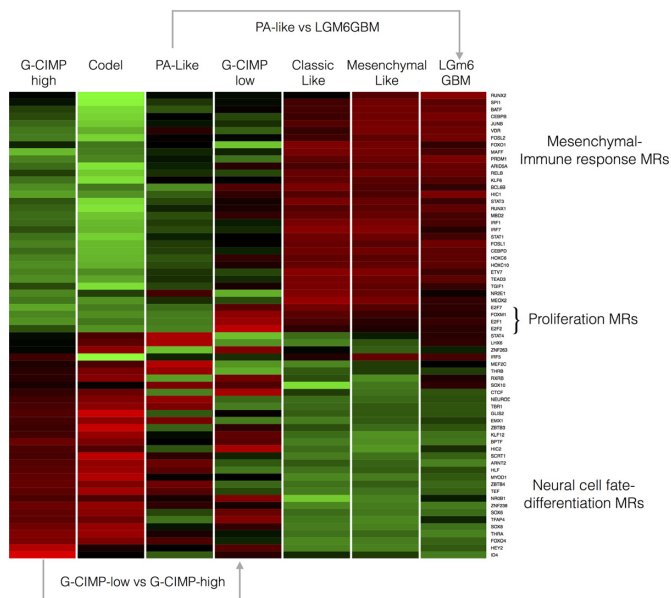 PA-like vs LGM6GBM
G-CIMP
high
Codel
PA-Like
G-CIMP
low
Classic
Like
Mesenchymal
Like
LGm6
GBM
RUNX2
SPI1
BATF
CEBPB
JUNB
VDR
FOSL2
FOXO1
MAFF
PRDM1
ARID5A
RELB
KLF6
BCL6B
HIC1
STAT3
RUNX1
MBD2
IRF1
IRF7
STAT1
FOSL1
CEBPD
HOXC6
HOXC10
ETV7
TEAD3
TGIF1
NR2E1
MEOX2
E2F7
FOXM1
E2F1
E2F2
STAT4
LHX6
ZNF263
IRF5
MEF2C
THRB
RXRB
SOX10
CTCF
NEUROD
TBR1
GLIS2
EMX1
ZBTB3
KLF12
BPTF
HIC2
SCRT1
ARNT2
HLF
MYOD1
ZBTB4
TEF
NR0B1
ZNF238
SOX5
TFAP4
SOX8
THRA
FOXO4
HEY2
ID4
Mesenchymal-
Immune response MRs
} Proliferation MRs
Neural cell fate-
differentiation MRs
G-CIMP-low vs G-CIMP-high